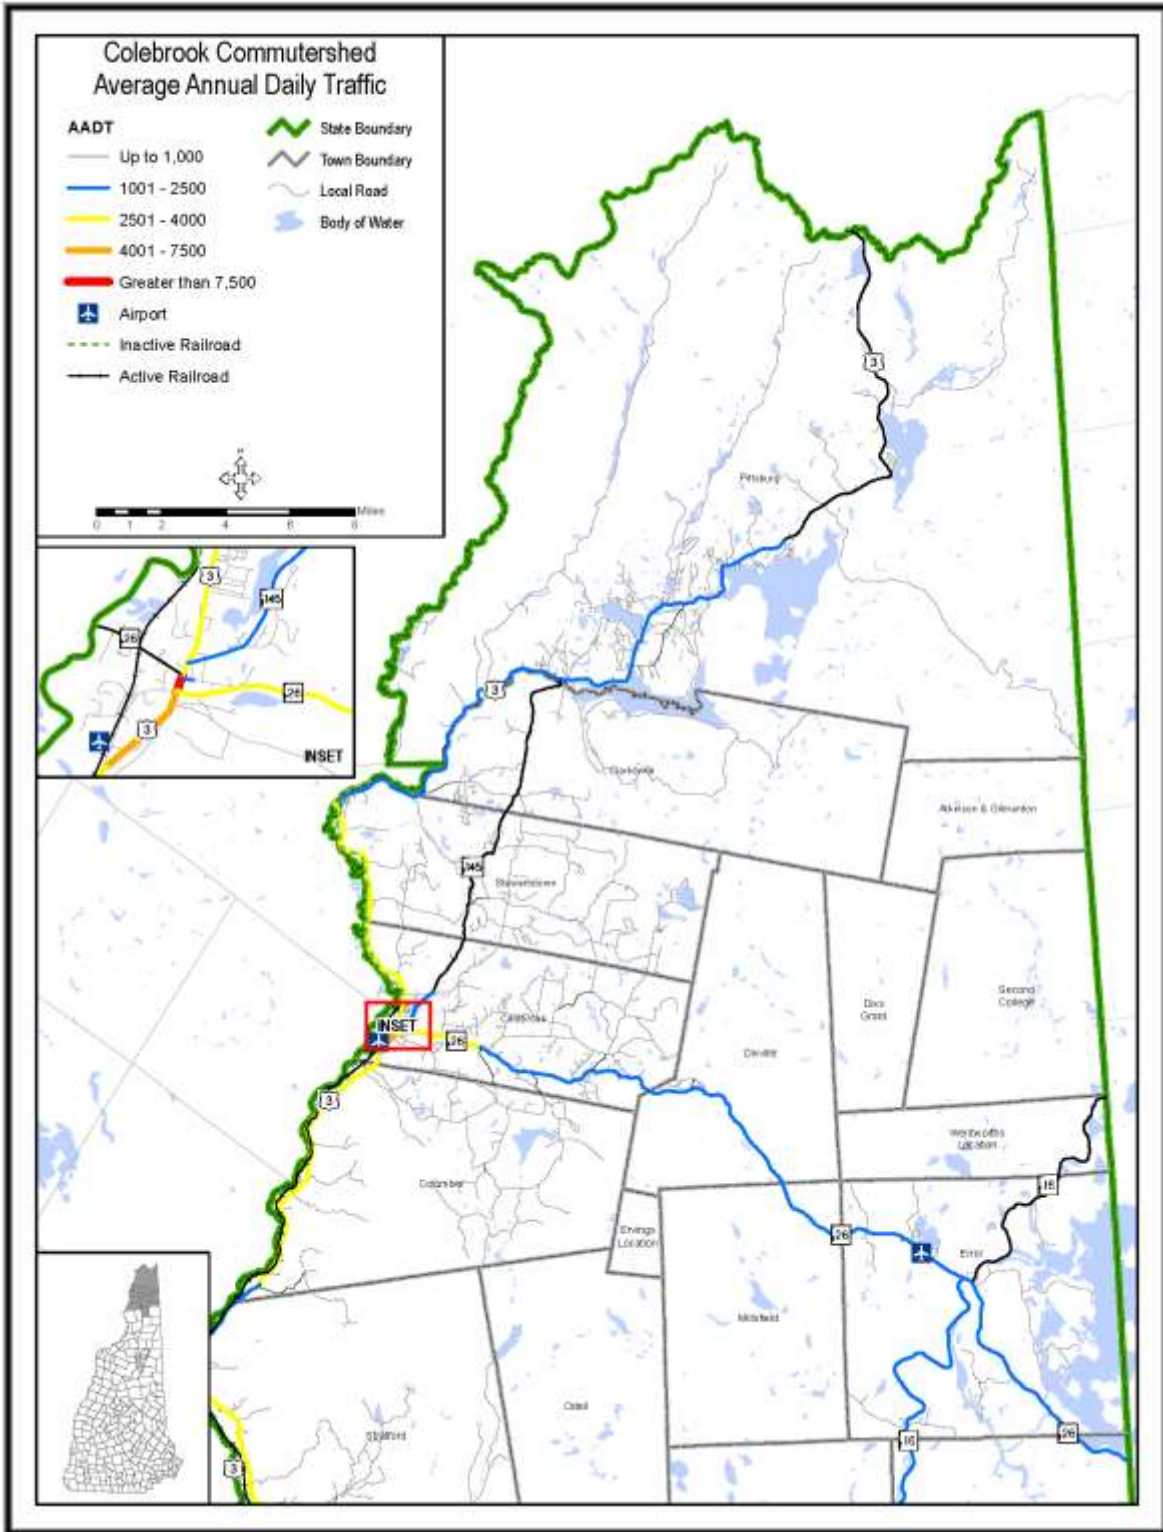 Colebrook Commutershed
Average Annual Daily Traffic
AADT
Up to 1,000
1001 - 2500
2501 - 4000
4001 - 7500
Greater than 7,500
Airport
Inactive Railroad
Active Railroad
State Boundary
Town Boundary
Local Road
Body of Water
N
Miles
0 1 2 4 6 8
3
145
26
26
3
INSET
3
Pittsburg
3
Clarksville
Atkinson & Gilmanton
145
Stewartstown
Second
College
Dixs
Grant
INSET
Colebrook
26
Dixville
3
Wentworths
Location
Columbia
16
Ervings
Location
26
Errol
Millsfield
Odell
Stratford
16
26
3